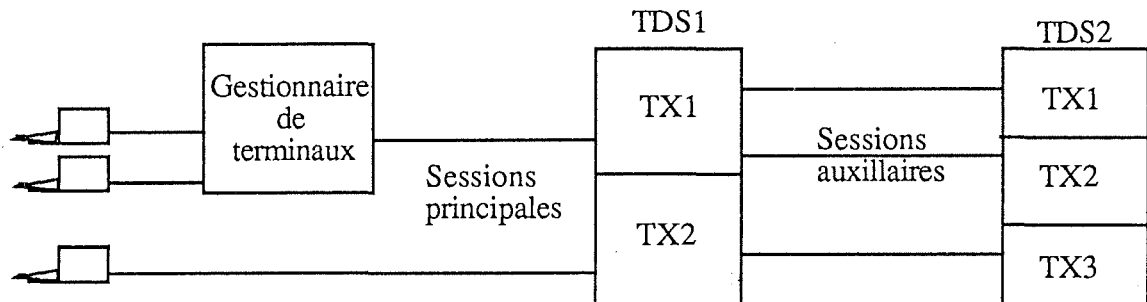 TDS1
TDS2
Gestionnaire
de
terminaux
TX1
TX1
Sessions
auxillaires
Sessions
principales
TX2
TX2
TX3